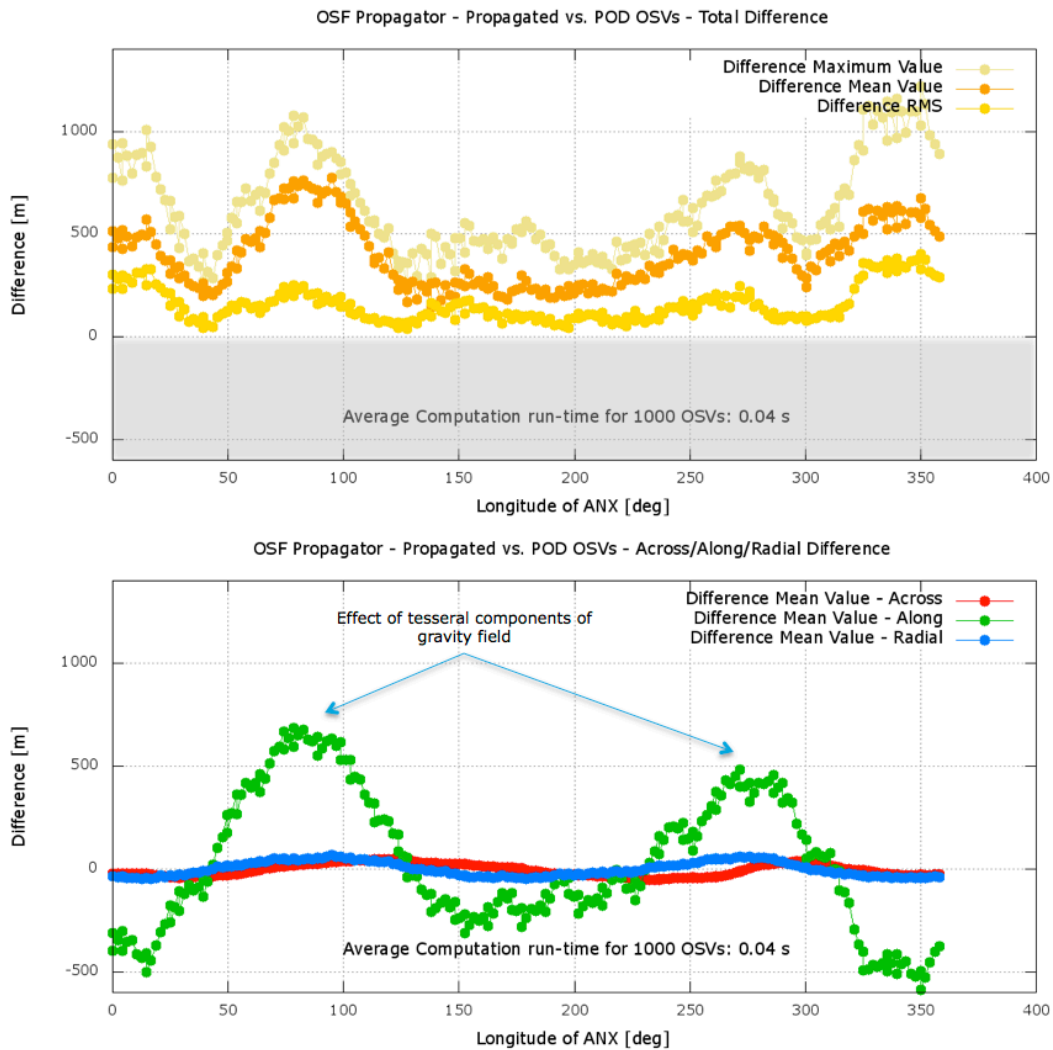 OSF Propagator - Propagated vs. POD OSVs - Total Difference
Difference Maximum Value
Difference Mean Value
Difference RMS
1000
500
0
-500
Difference [m]
Average Computation run-time for 1000 OSVs: 0.04 s
0 50 100 150 200 250 300 350 400
Longitude of ANX [deg]
OSF Propagator - Propagated vs. POD OSVs - Across/Along/Radial Difference
Difference Mean Value - Across
Difference Mean Value - Along
Difference Mean Value - Radial
Effect of tesseral components of
gravity field
1000
500
0
-500
Difference [m]
Average Computation run-time for 1000 OSVs: 0.04 s
0 50 100 150 200 250 300 350 400
Longitude of ANX [deg]